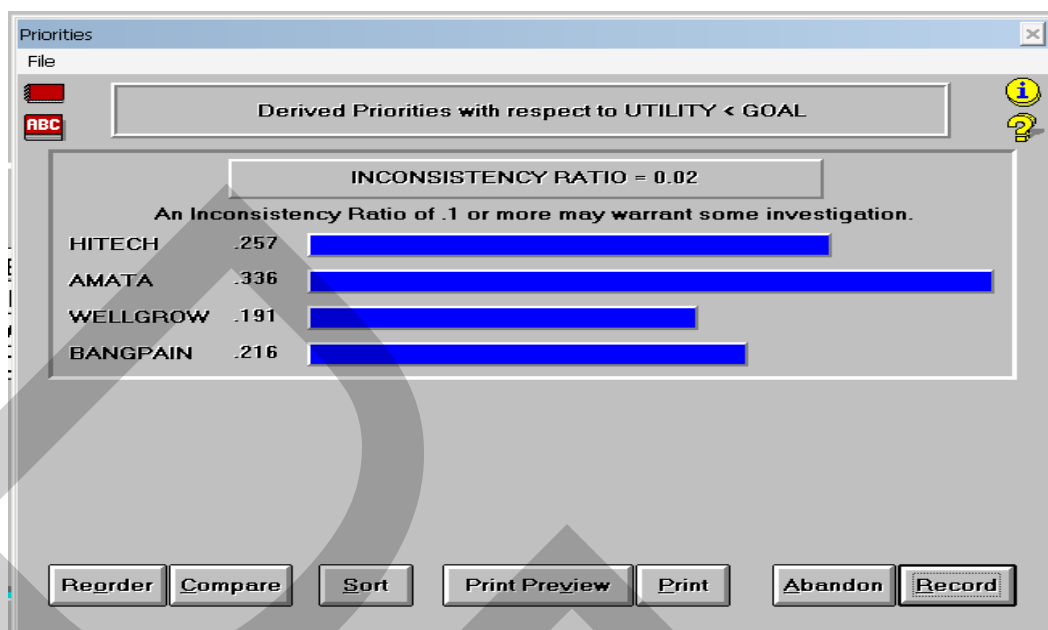 Priorities
File
ABC
Derived Priorities with respect to UTILITY < GOAL
INCONSISTENCY RATIO = 0.02
An Inconsistency Ratio of .1 or more may warrant some investigation.
HITECH .257
AMATA .336
WELLGROW .191
BANGPAIN .216
Reorder Compare Sort Print Preview Print Abandon Record